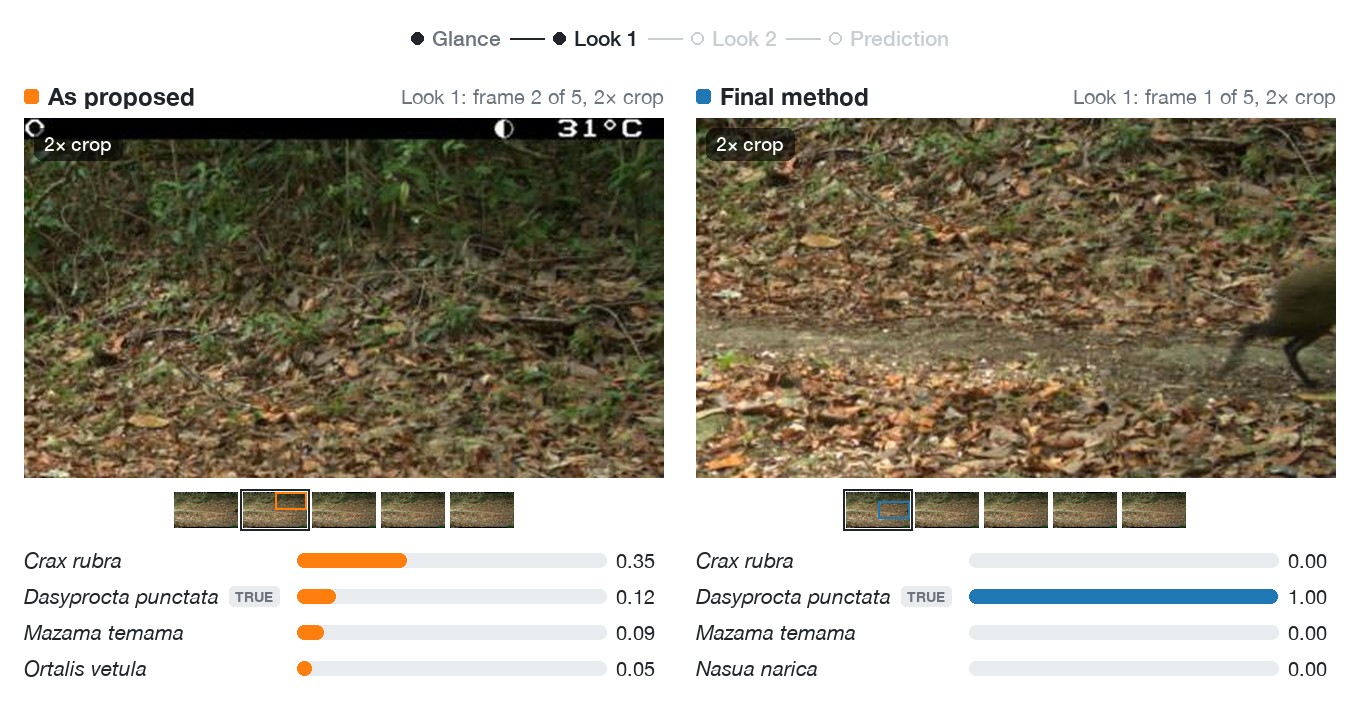 Glance Look 1 Look 2 Prediction
As proposed Look 1: frame 2 of 5, 2× crop
31°C
2× crop
Crax rubra 0.35
Dasyprocta punctata TRUE 0.12
Mazama temama 0.09
Ortalis vetula 0.05
Final method Look 1: frame 1 of 5, 2× crop
2× crop
Crax rubra 0.00
Dasyprocta punctata TRUE 1.00
Mazama temama 0.00
Nasua narica 0.00